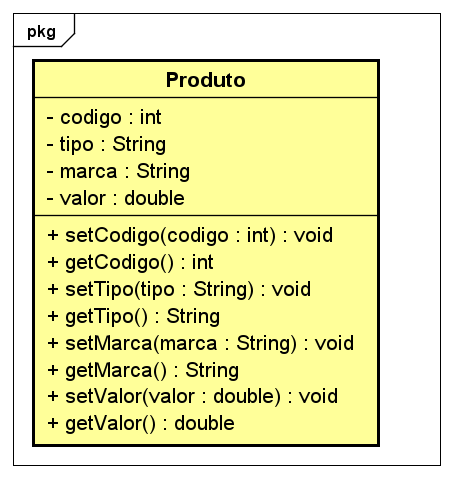 pkg
Produto
- codigo : int
- tipo : String
- marca : String
- valor : double
+ setCodigo(codigo : int) : void
+ getCodigo() : int
+ setTipo(tipo : String) : void
+ getTipo() : String
+ setMarca(marca : String) : void
+ getMarca() : String
+ setValor(valor : double) : void
+ getValor() : double